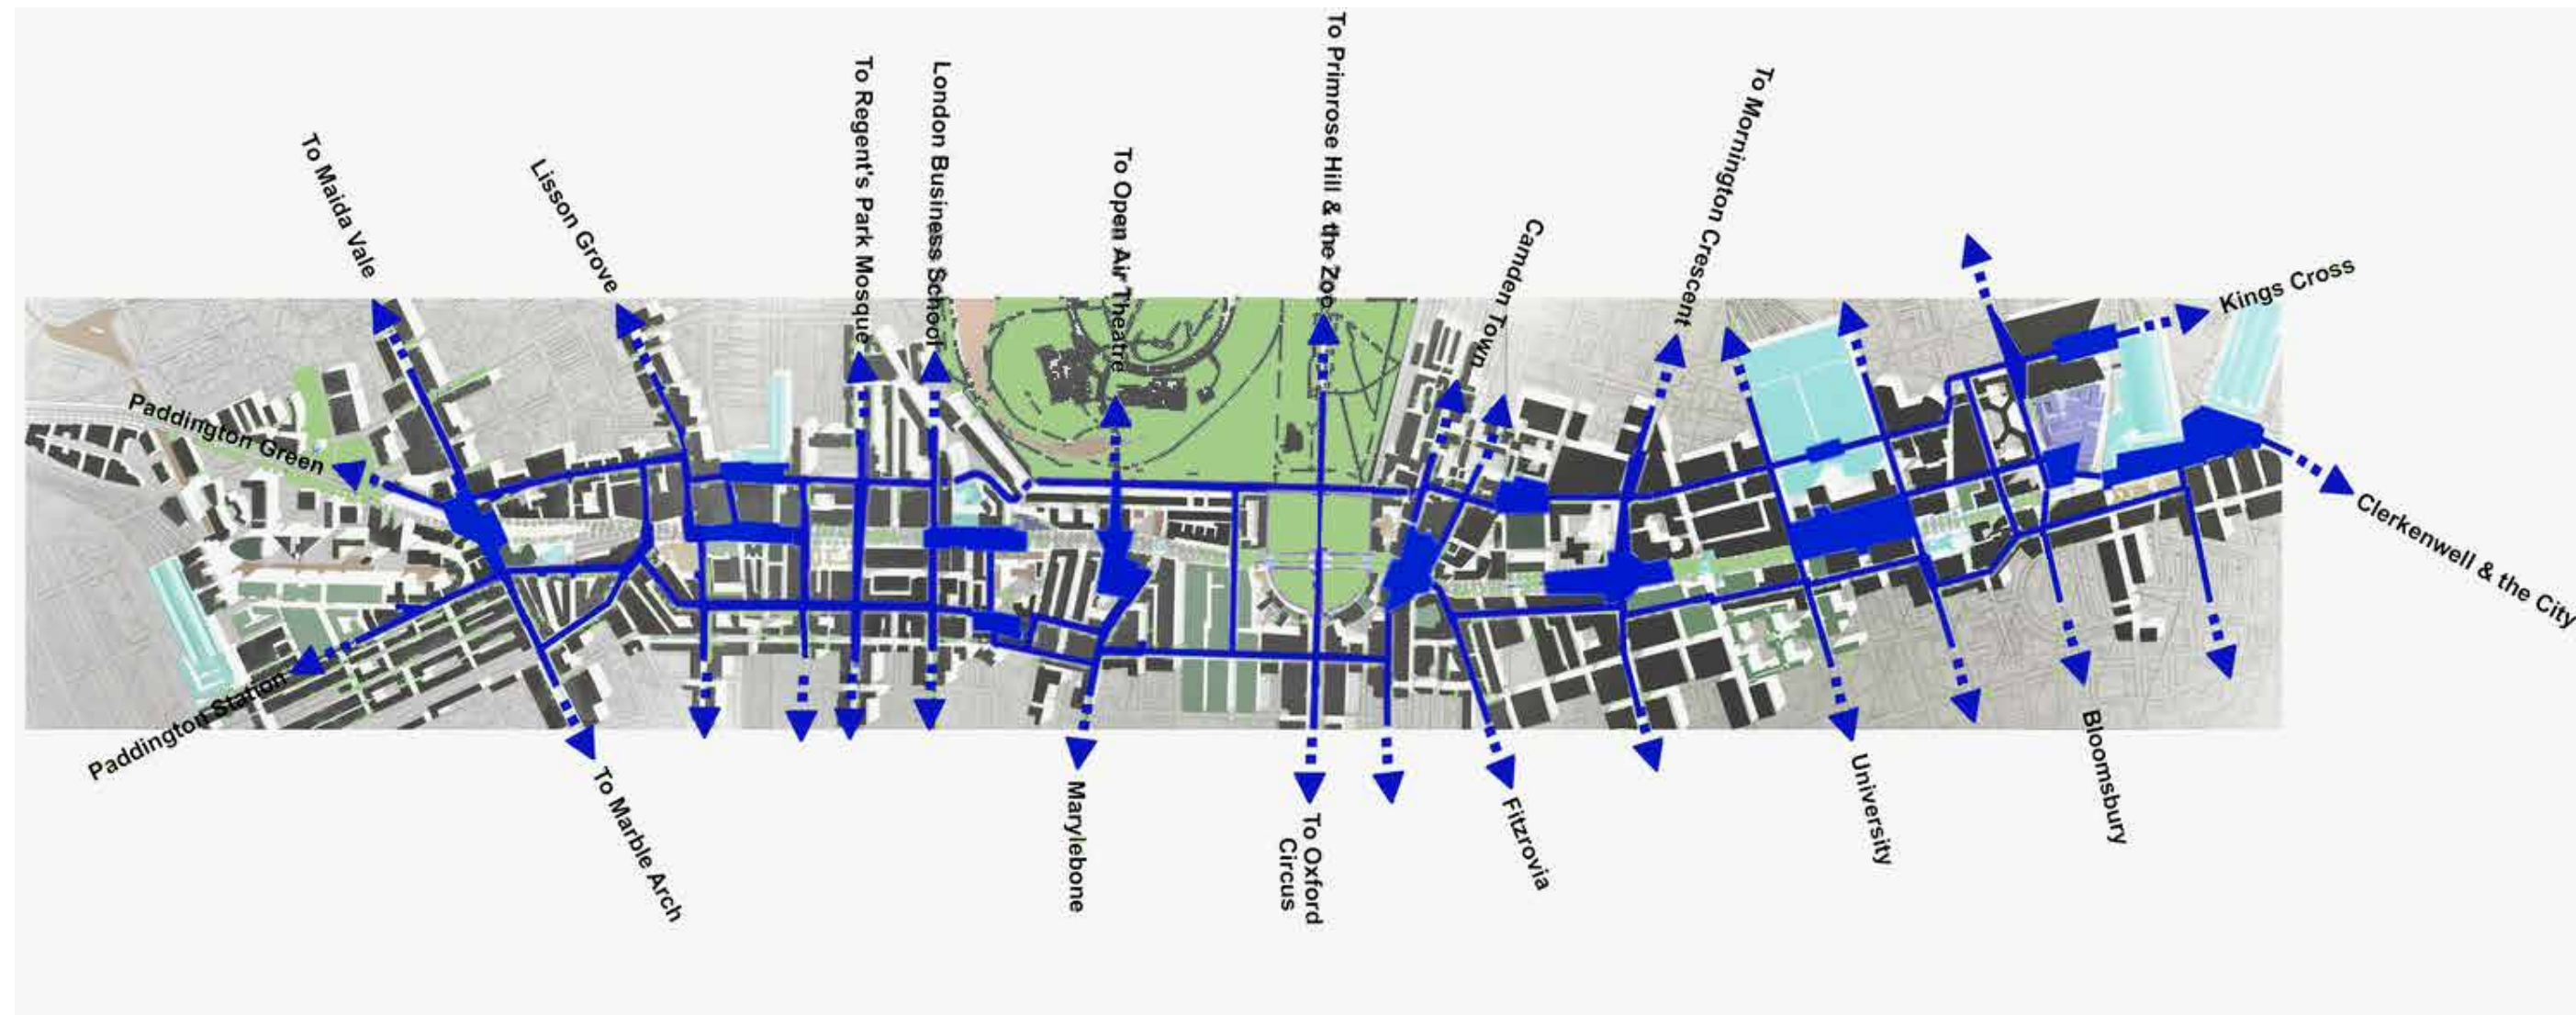 To Maida Vale
Lisson Grove
To Regent's Park Mosque
London Business School
To Open Air Theatre
To Primrose Hill & the Zoo
Camden Town
To Mornington Crescent
Kings Cross
Paddington Green
Clerkenwell & the City
Paddington Station
To Marble Arch
Marylebone
To Oxford
Circus
Fitzrovia
University
Bloomsbury